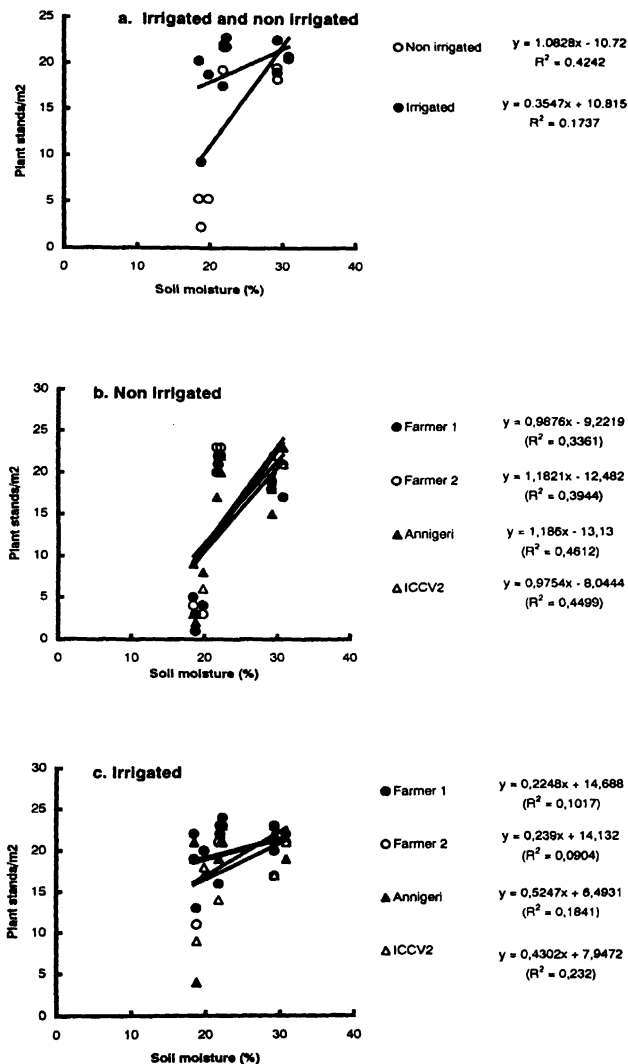 a. Irrigated and non irrigated
25
20
15
10
5
0
Plant stands/m2
0 10 20 30 40
Soil moisture (%)
Non irrigated y = 1.0828x - 10.72
R² = 0.4242
Irrigated y = 0.3547x + 10.815
R² = 0.1737
b. Non irrigated
30
25
20
15
10
5
0
Plant stands/m2
0 10 20 30 40
Soil moisture (%)
Farmer 1 y = 0,9876x - 9,2219
(R² = 0,3361)
Farmer 2 y = 1,1821x - 12,482
(R² = 0,3944)
Annigeri y = 1,186x - 13,13
(R² = 0,4612)
ICCV2 y = 0,9754x - 8,0444
(R² = 0,4499)
c. Irrigated
30
25
20
15
10
5
0
Plant stands/m2
0 10 20 30 40
Soil moisture (%)
Farmer 1 y = 0,2248x + 14,688
(R² = 0,1017)
Farmer 2 y = 0,239x + 14,132
(R² = 0,0904)
Annigeri y = 0,5247x + 6,4931
(R² = 0,1841)
ICCV2 y = 0,4302x + 7,9472
(R² = 0,232)